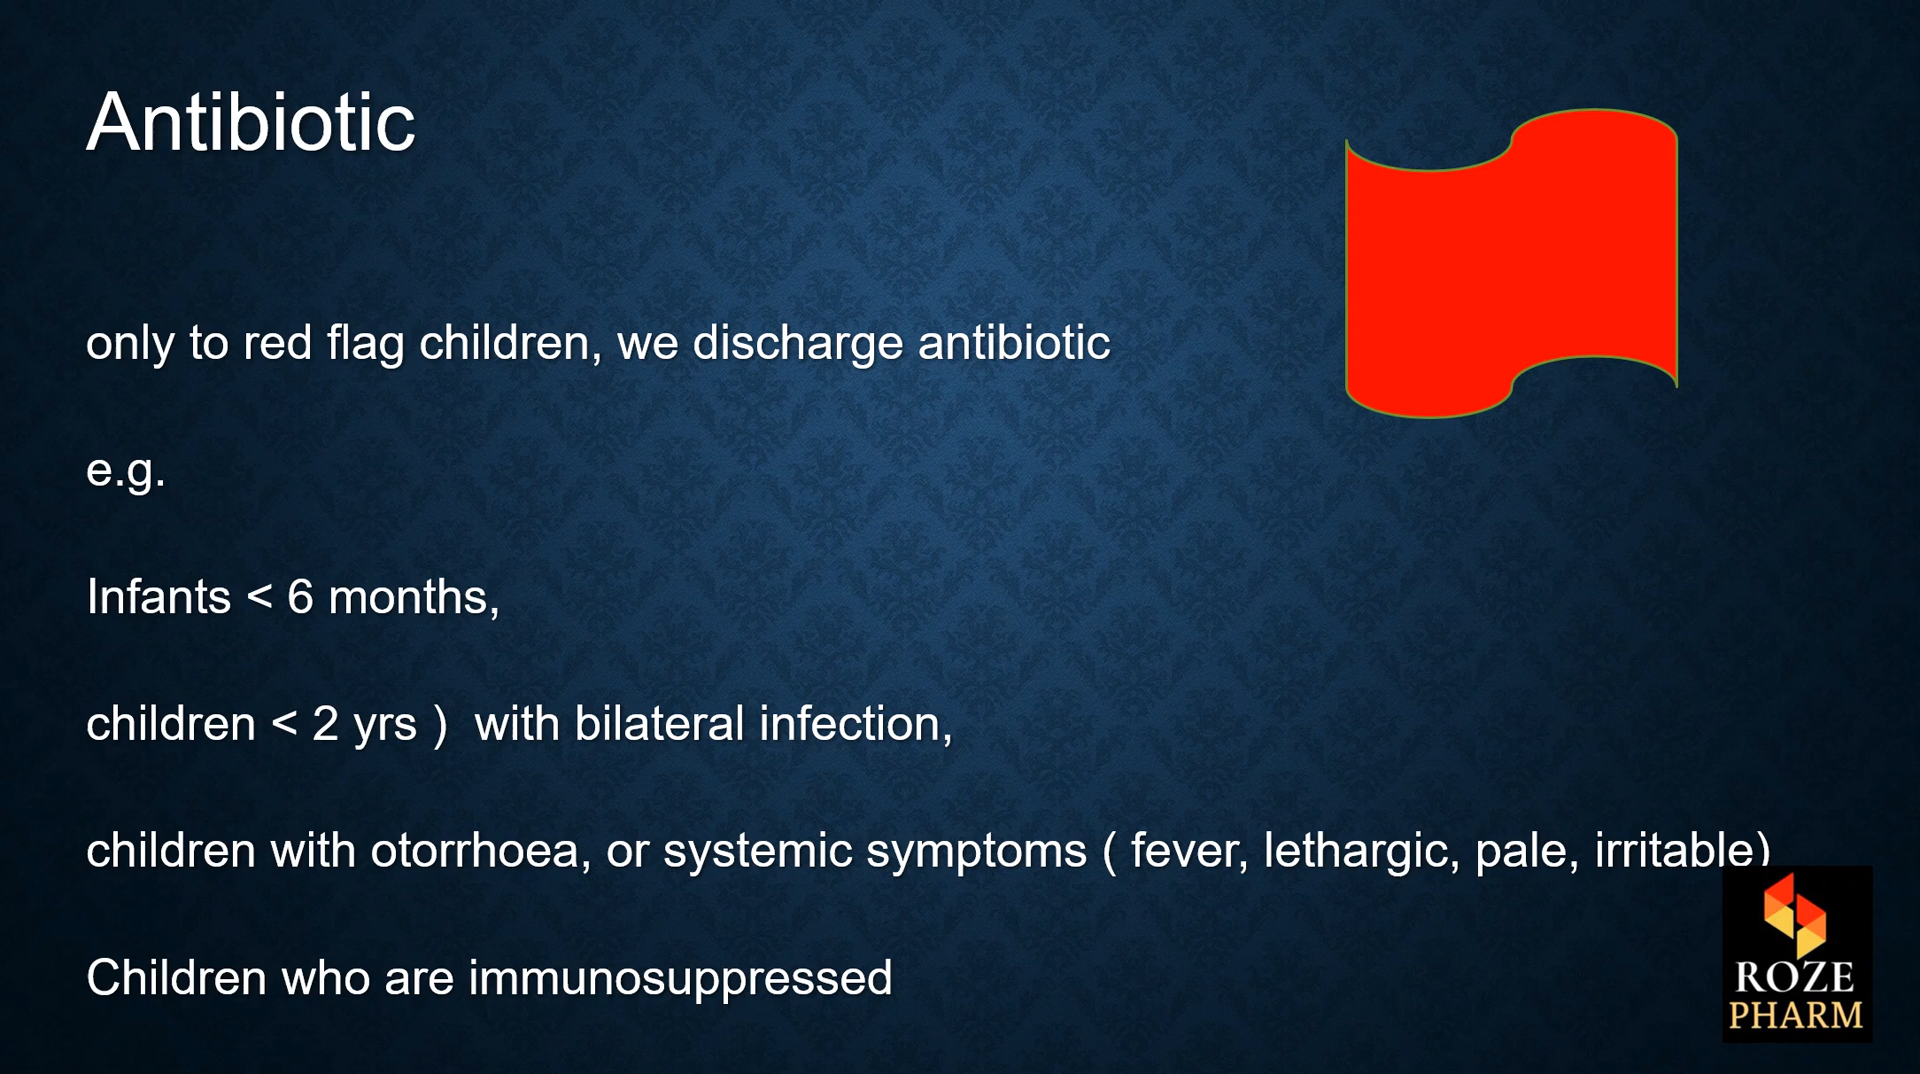 Antibiotic
only to red flag children, we discharge antibiotic
e.g.
Infants < 6 months,
children < 2 yrs )  with bilateral infection,
children with otorrhoea, or systemic symptoms ( fever, lethargic, pale, irritable)
Children who are immunosuppressed
ROZE
PHARM